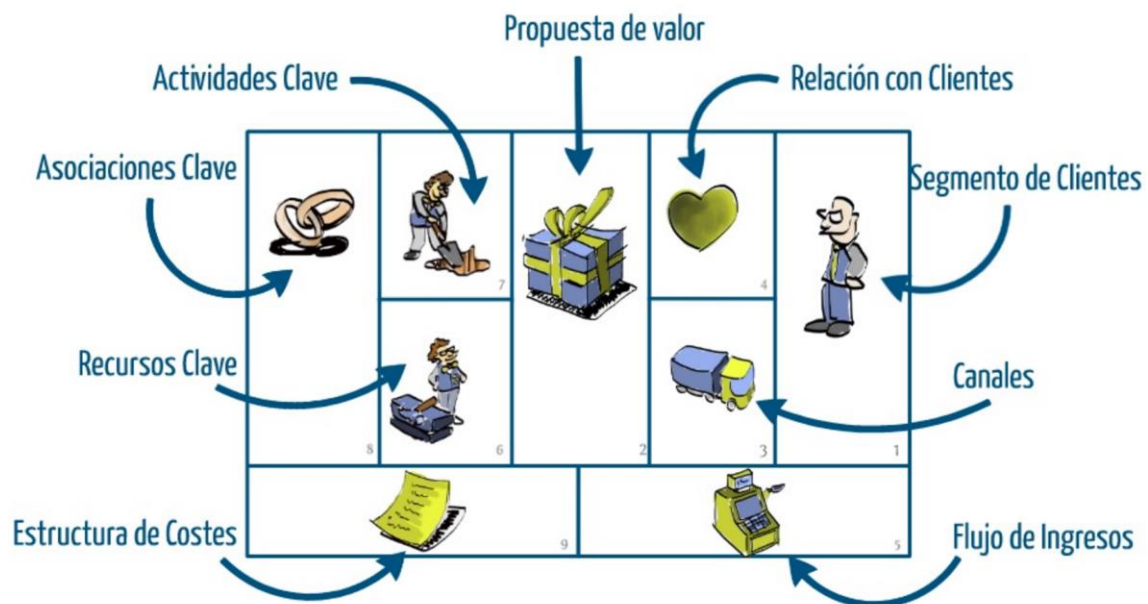 Propuesta de valor
Actividades Clave
Relación con Clientes
Asociaciones Clave
Segmento de Clientes
7
4
Recursos Clave
Canales
8
6
2
3
1
Estructura de Costes
9
5
Flujo de Ingresos